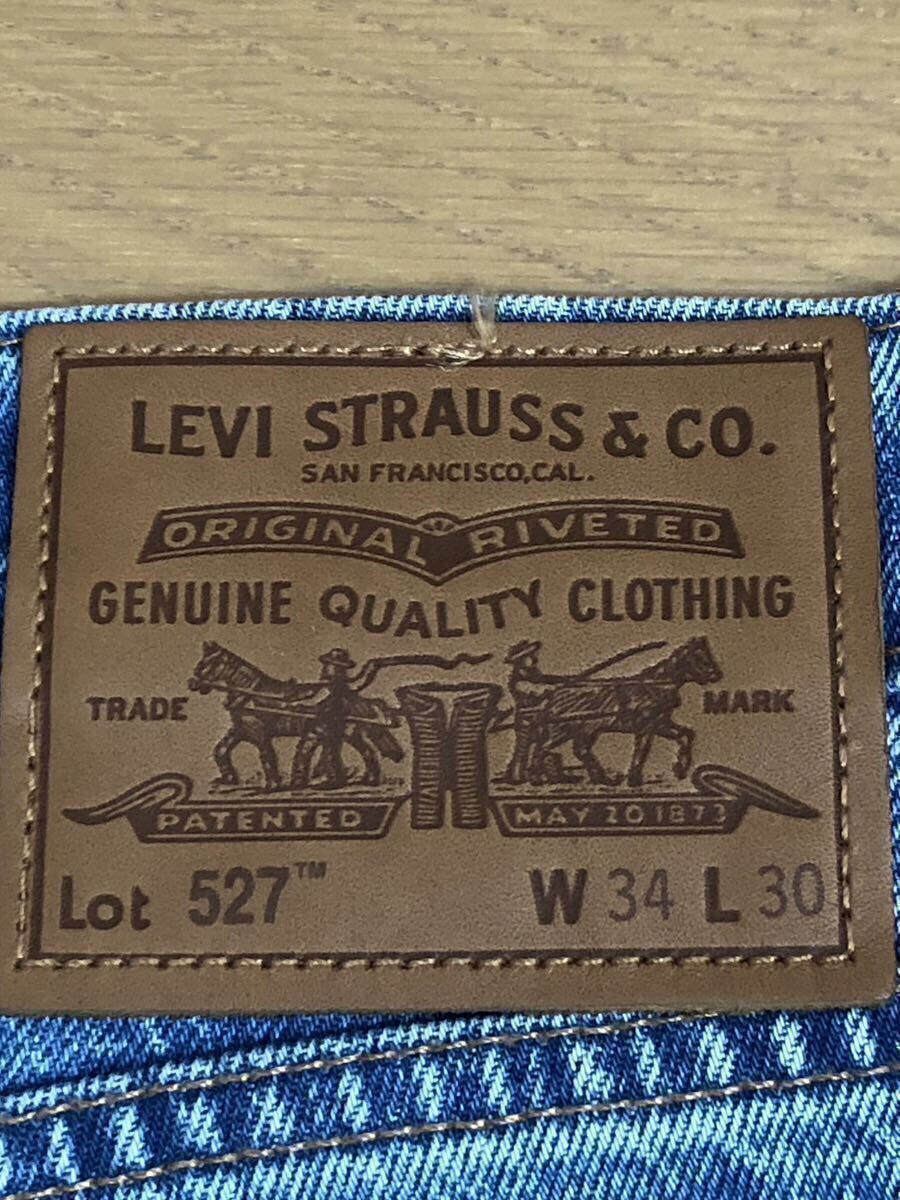 LEVI STRAUSS & CO.
SAN FRANCISCO, CAL.
ORIGINAL RIVETED
GENUINE QUALITY CLOTHING
TRADE MARK
PATENTED MAY 20 1873
Lot 527™ W 34 L 30